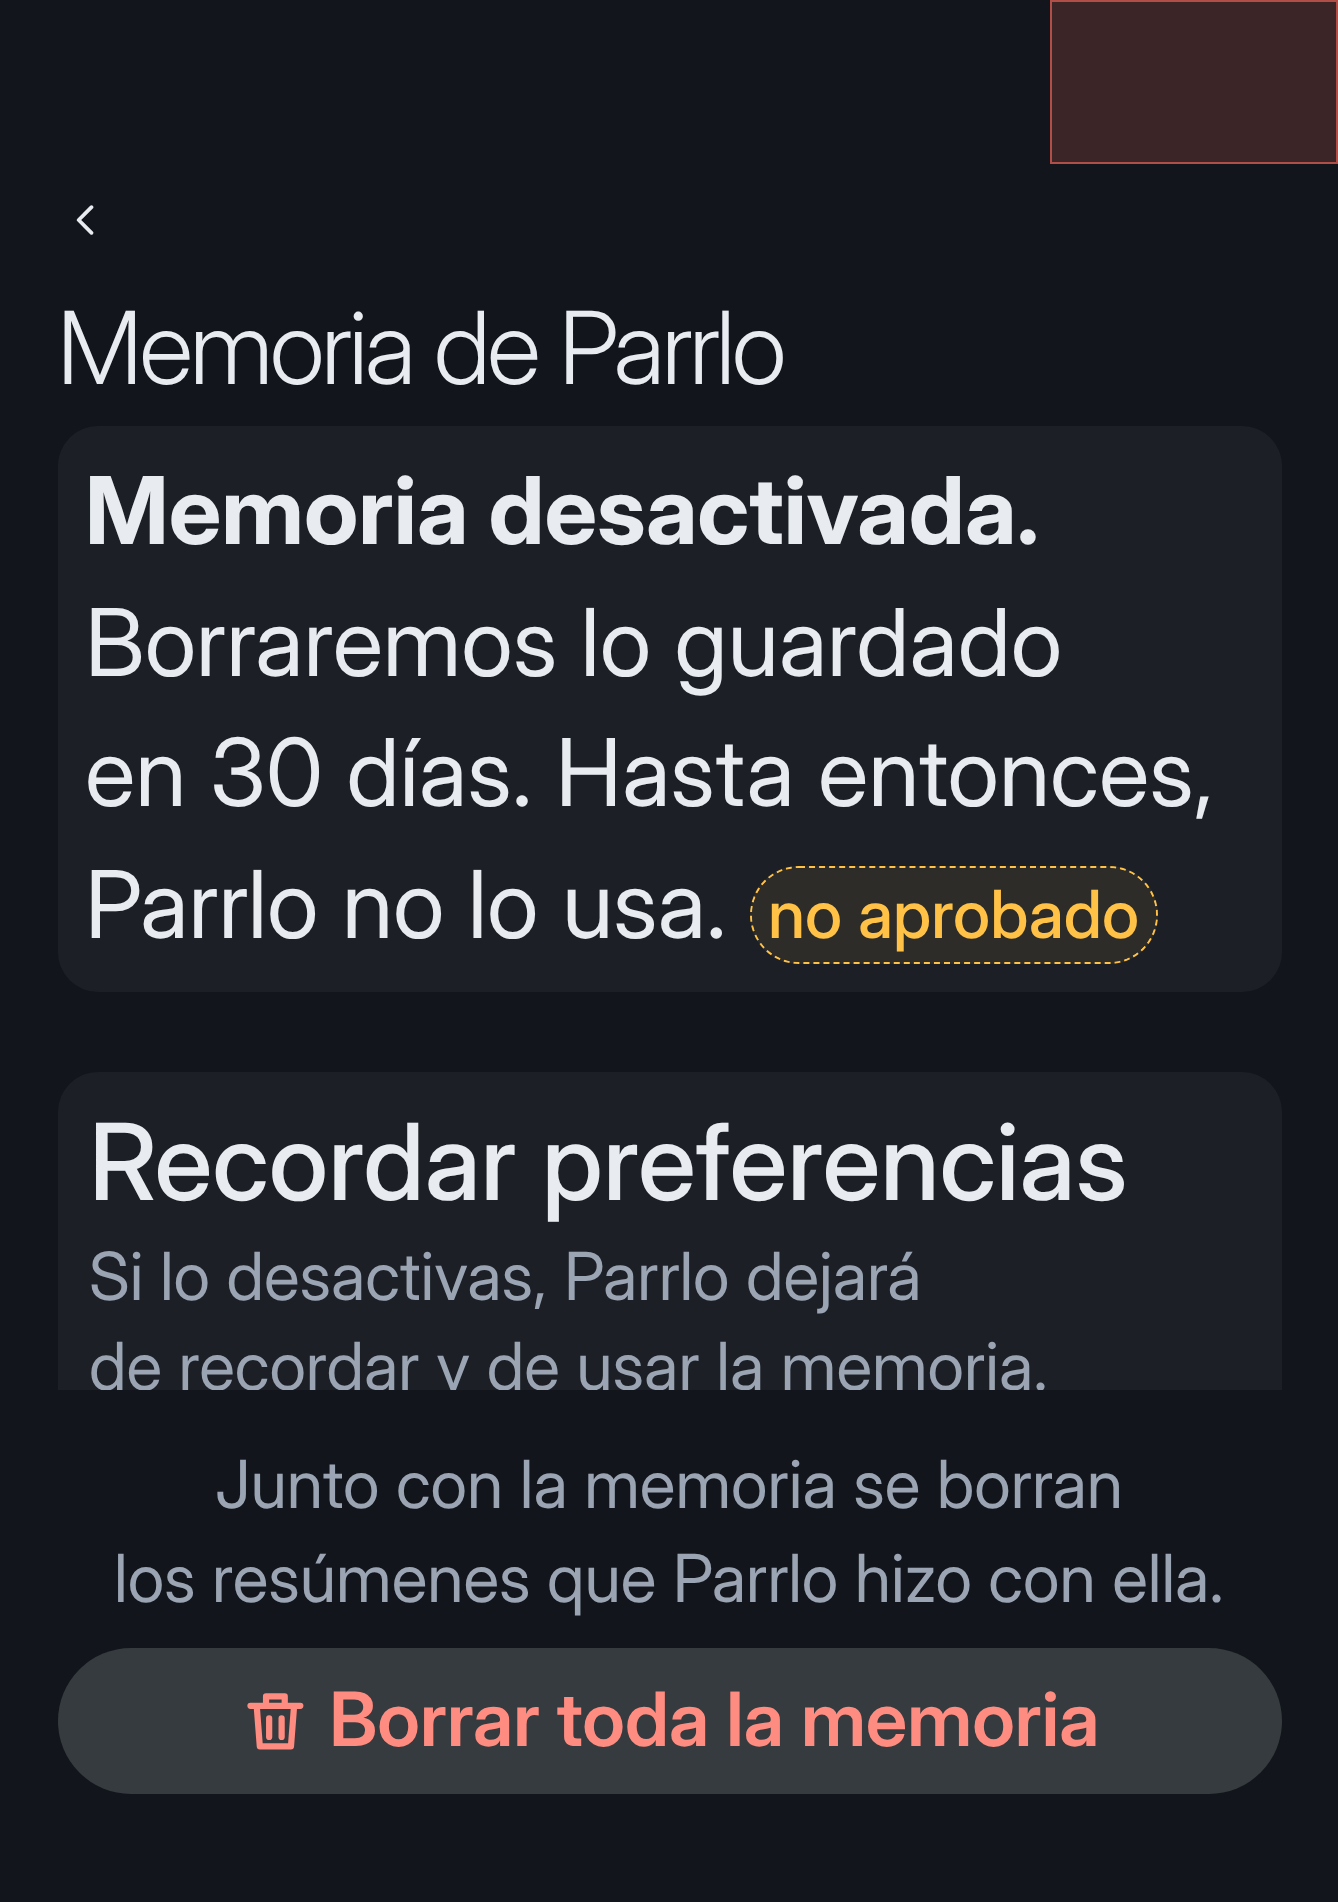 Memoria de Parrlo
Memoria desactivada.
Borraremos lo guardado
en 30 días. Hasta entonces,
Parrlo no lo usa. no aprobado
Recordar preferencias
Si lo desactivas, Parrlo dejará
de recordar y de usar la memoria.
Junto con la memoria se borran
los resúmenes que Parrlo hizo con ella.
Borrar toda la memoria